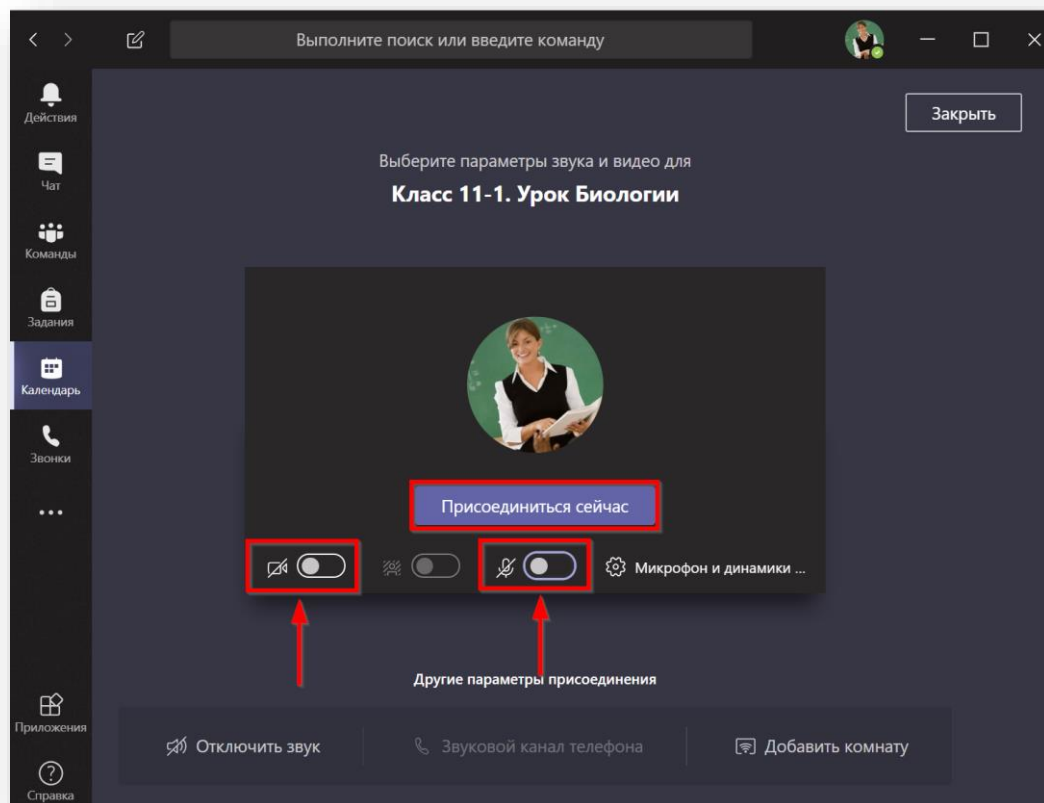 Выполните поиск или введите команду
Действия
Чат
Команды
Задания
Календарь
Звонки
Приложения
Справка
Закрыть
Выберите параметры звука и видео для
Класс 11-1. Урок Биологии
Присоединиться сейчас
Микрофон и динамики ...
Другие параметры присоединения
Отключить звук
Звуковой канал телефона
Добавить комнату